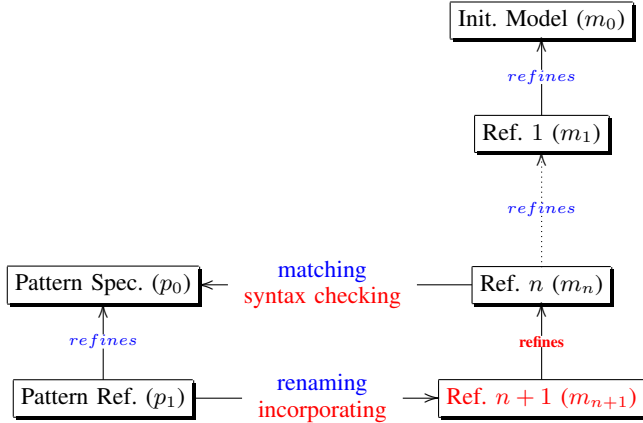 Init. Model (m₀)
refines
Ref. 1 (m₁)
refines
Pattern Spec. (p₀)
matching
syntax checking
Ref. n (mₙ)
refines
refines
Pattern Ref. (p₁)
renaming
incorporating
Ref. n + 1 (mₙ₊₁)